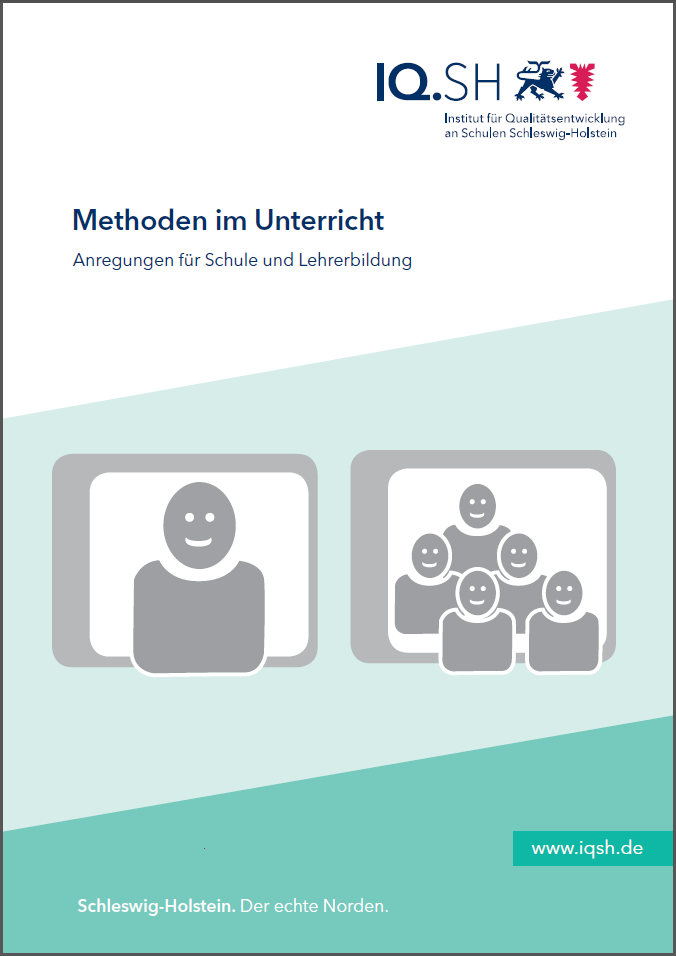 IQ.SH
Institut für Qualitätsentwicklung
an Schulen Schleswig-Holstein
Methoden im Unterricht
Anregungen für Schule und Lehrerbildung
www.iqsh.de
Schleswig-Holstein. Der echte Norden.